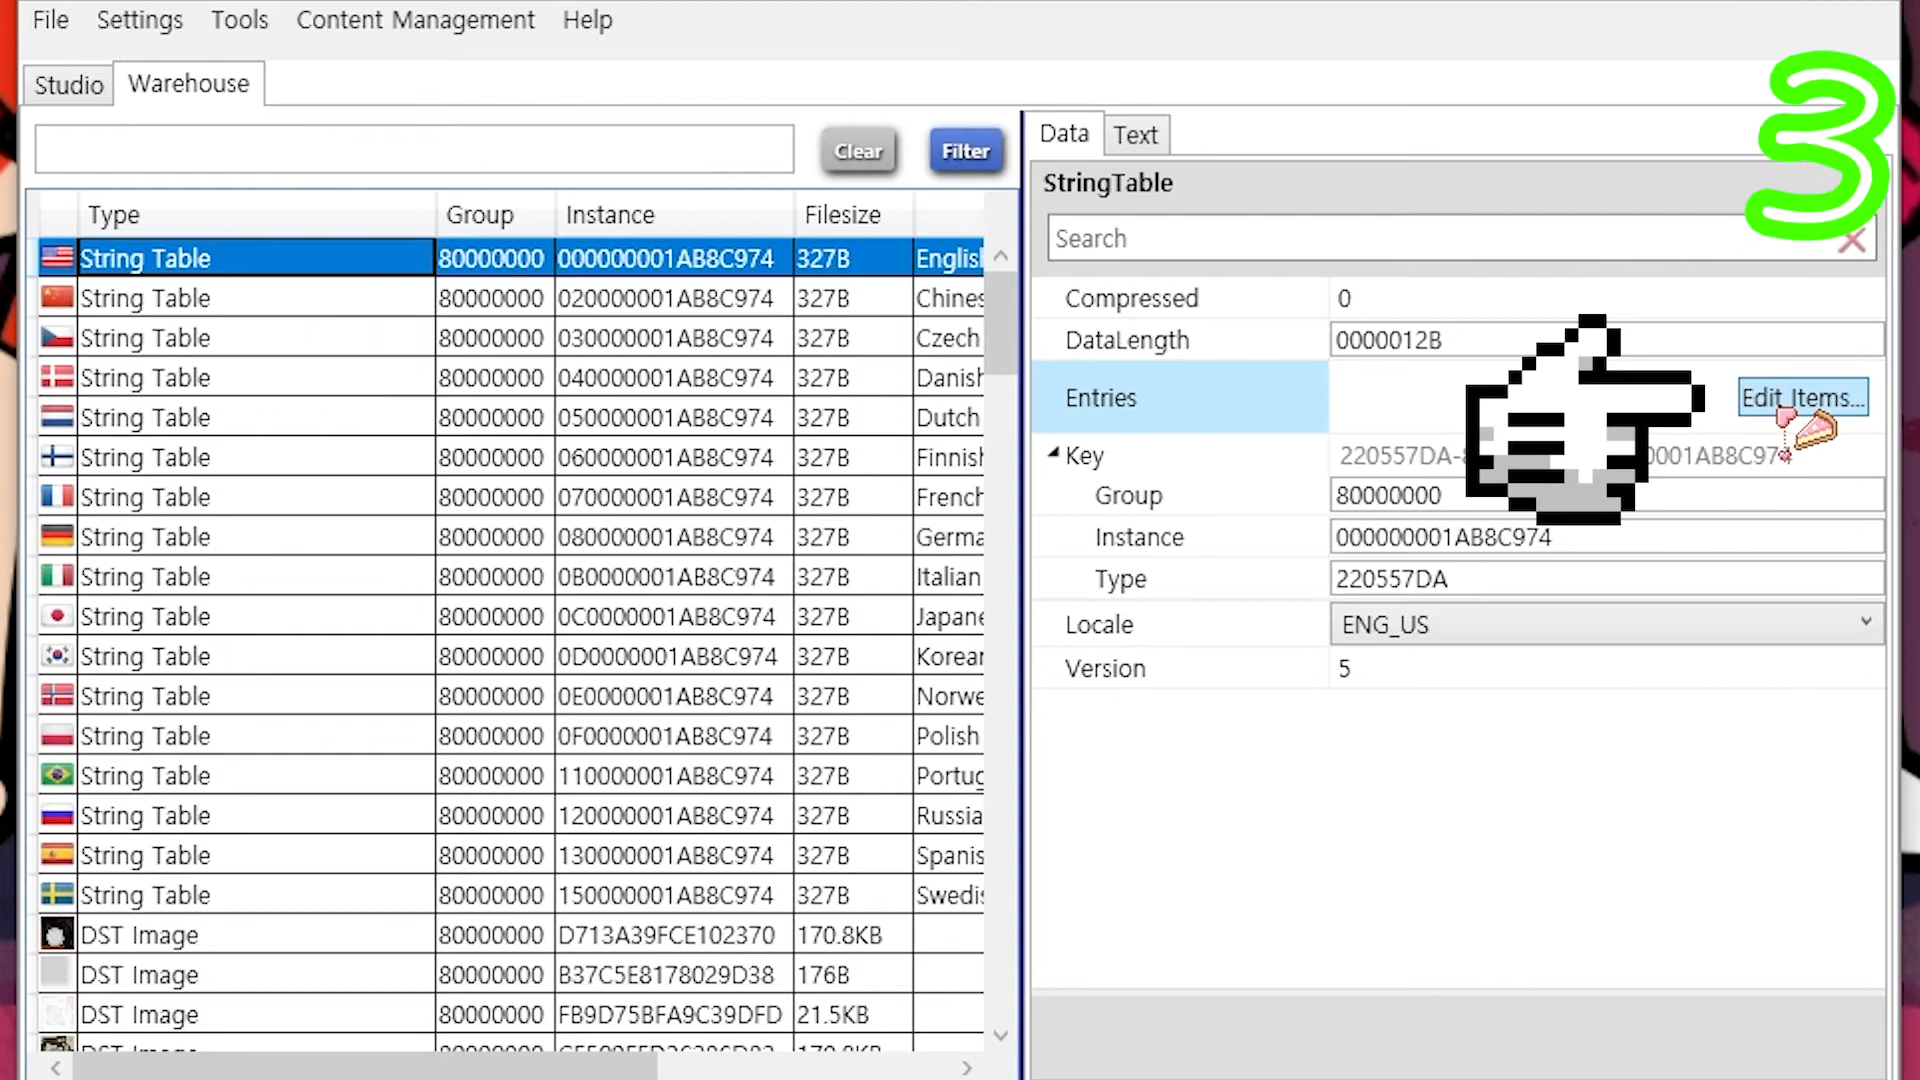 File Settings Tools Content Management Help
3
Studio Warehouse
Clear Filter
Data Text
StringTable
Search
Type Group Instance Filesize
String Table 80000000 000000001AB8C974 327B English
String Table 80000000 020000001AB8C974 327B Chines
String Table 80000000 030000001AB8C974 327B Czech
String Table 80000000 040000001AB8C974 327B Danish
String Table 80000000 050000001AB8C974 327B Dutch
String Table 80000000 060000001AB8C974 327B Finnish
String Table 80000000 070000001AB8C974 327B French
String Table 80000000 080000001AB8C974 327B Germa
String Table 80000000 0B0000001AB8C974 327B Italian
String Table 80000000 0C0000001AB8C974 327B Japane
String Table 80000000 0D0000001AB8C974 327B Korean
String Table 80000000 0E0000001AB8C974 327B Norwe
String Table 80000000 0F0000001AB8C974 327B Polish
String Table 80000000 110000001AB8C974 327B Portug
String Table 80000000 120000001AB8C974 327B Russia
String Table 80000000 130000001AB8C974 327B Spanis
String Table 80000000 150000001AB8C974 327B Swedis
DST Image 80000000 D713A39FCE102370 170.8KB
DST Image 80000000 B37C5E8178029D38 176B
DST Image 80000000 FB9D75BFA9C39DFD 21.5KB
Compressed 0
DataLength 0000012B
Entries Edit Items...
Key 220557DA- 0001AB8C974
Group 80000000
Instance 000000001AB8C974
Type 220557DA
Locale ENG_US
Version 5